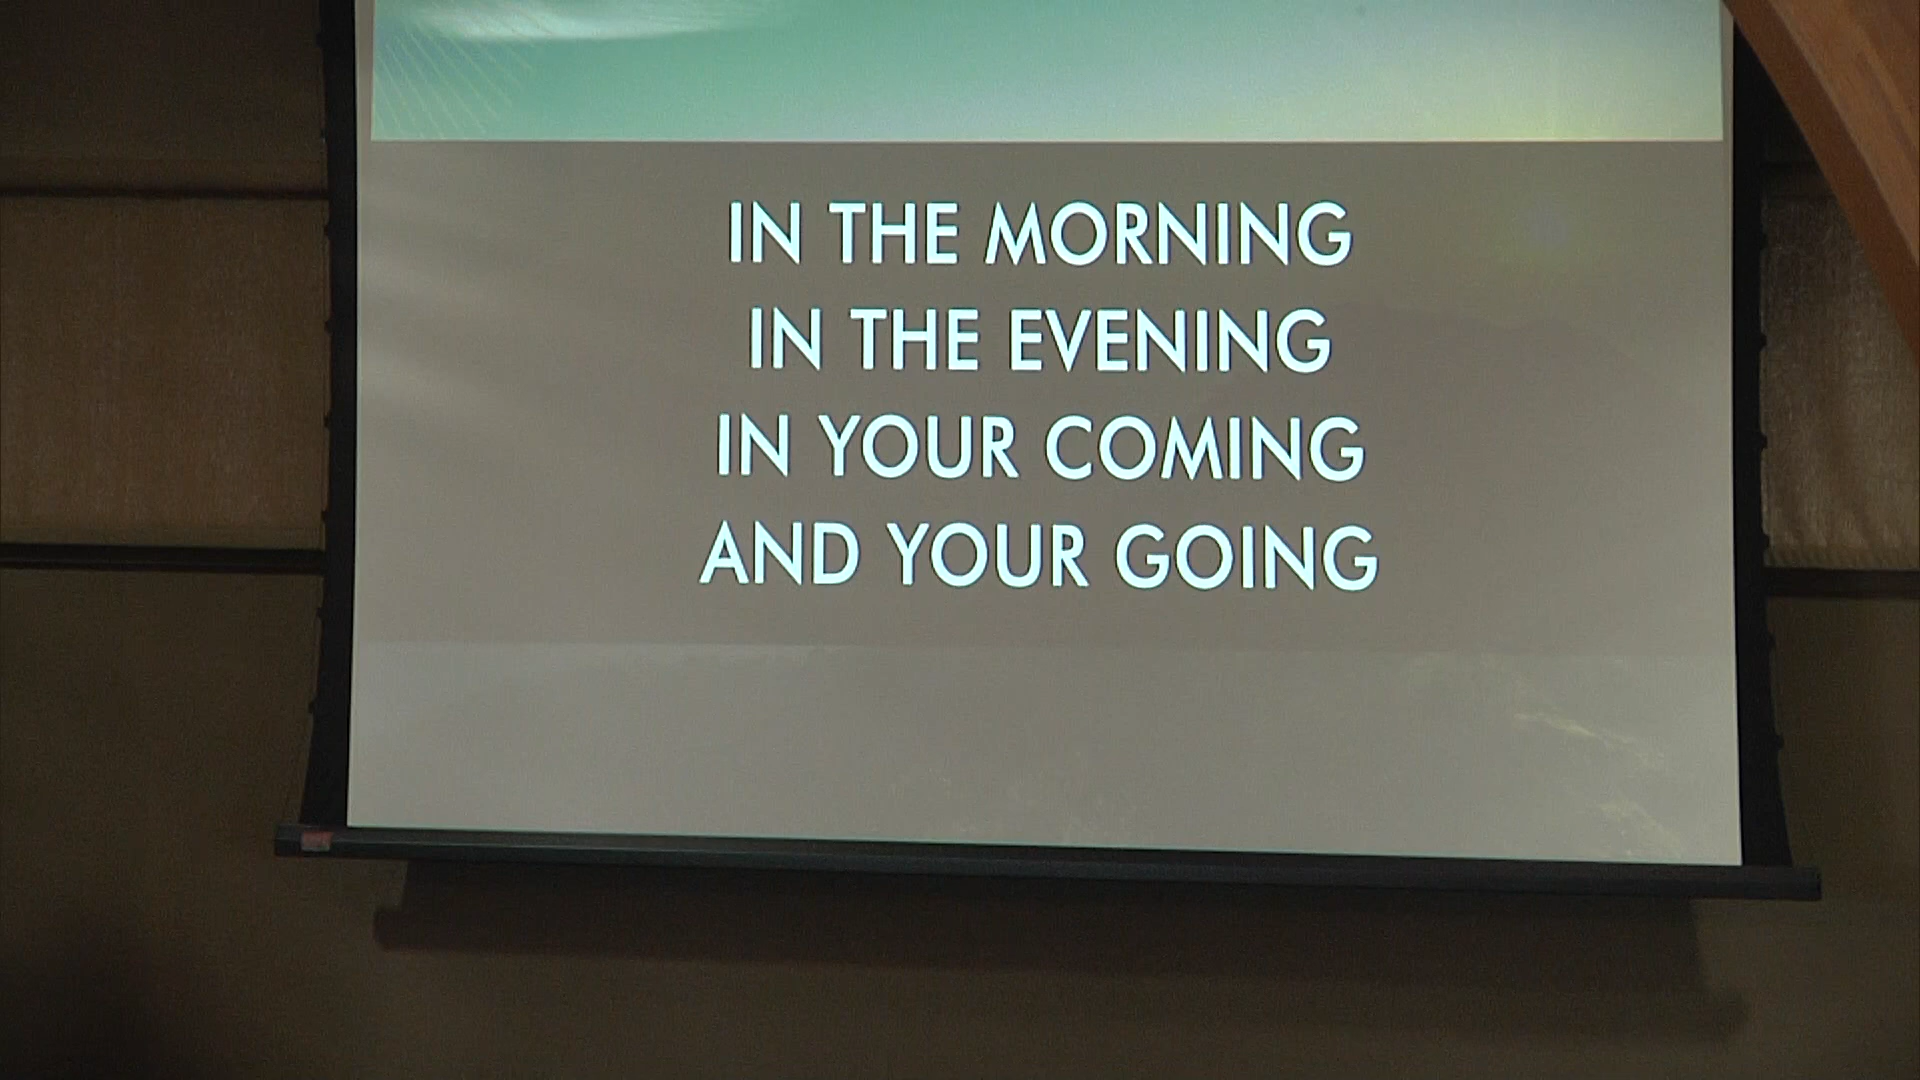 IN THE MORNING
IN THE EVENING
IN YOUR COMING
AND YOUR GOING